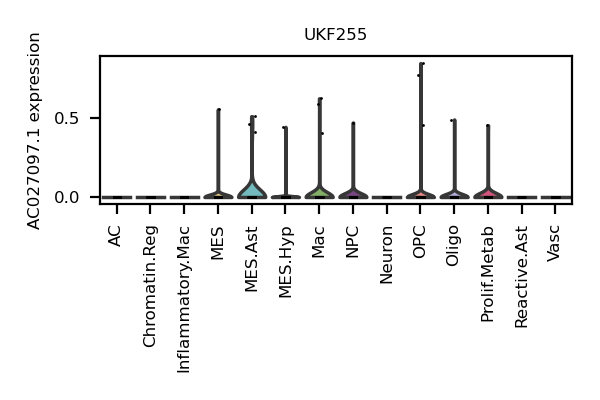 UKF255
AC027097.1 expression
0.5
0.0
AC
Chromatin.Reg
Inflammatory.Mac
MES
MES.Ast
MES.Hyp
Mac
NPC
Neuron
OPC
Oligo
Prolif.Metab
Reactive.Ast
Vasc